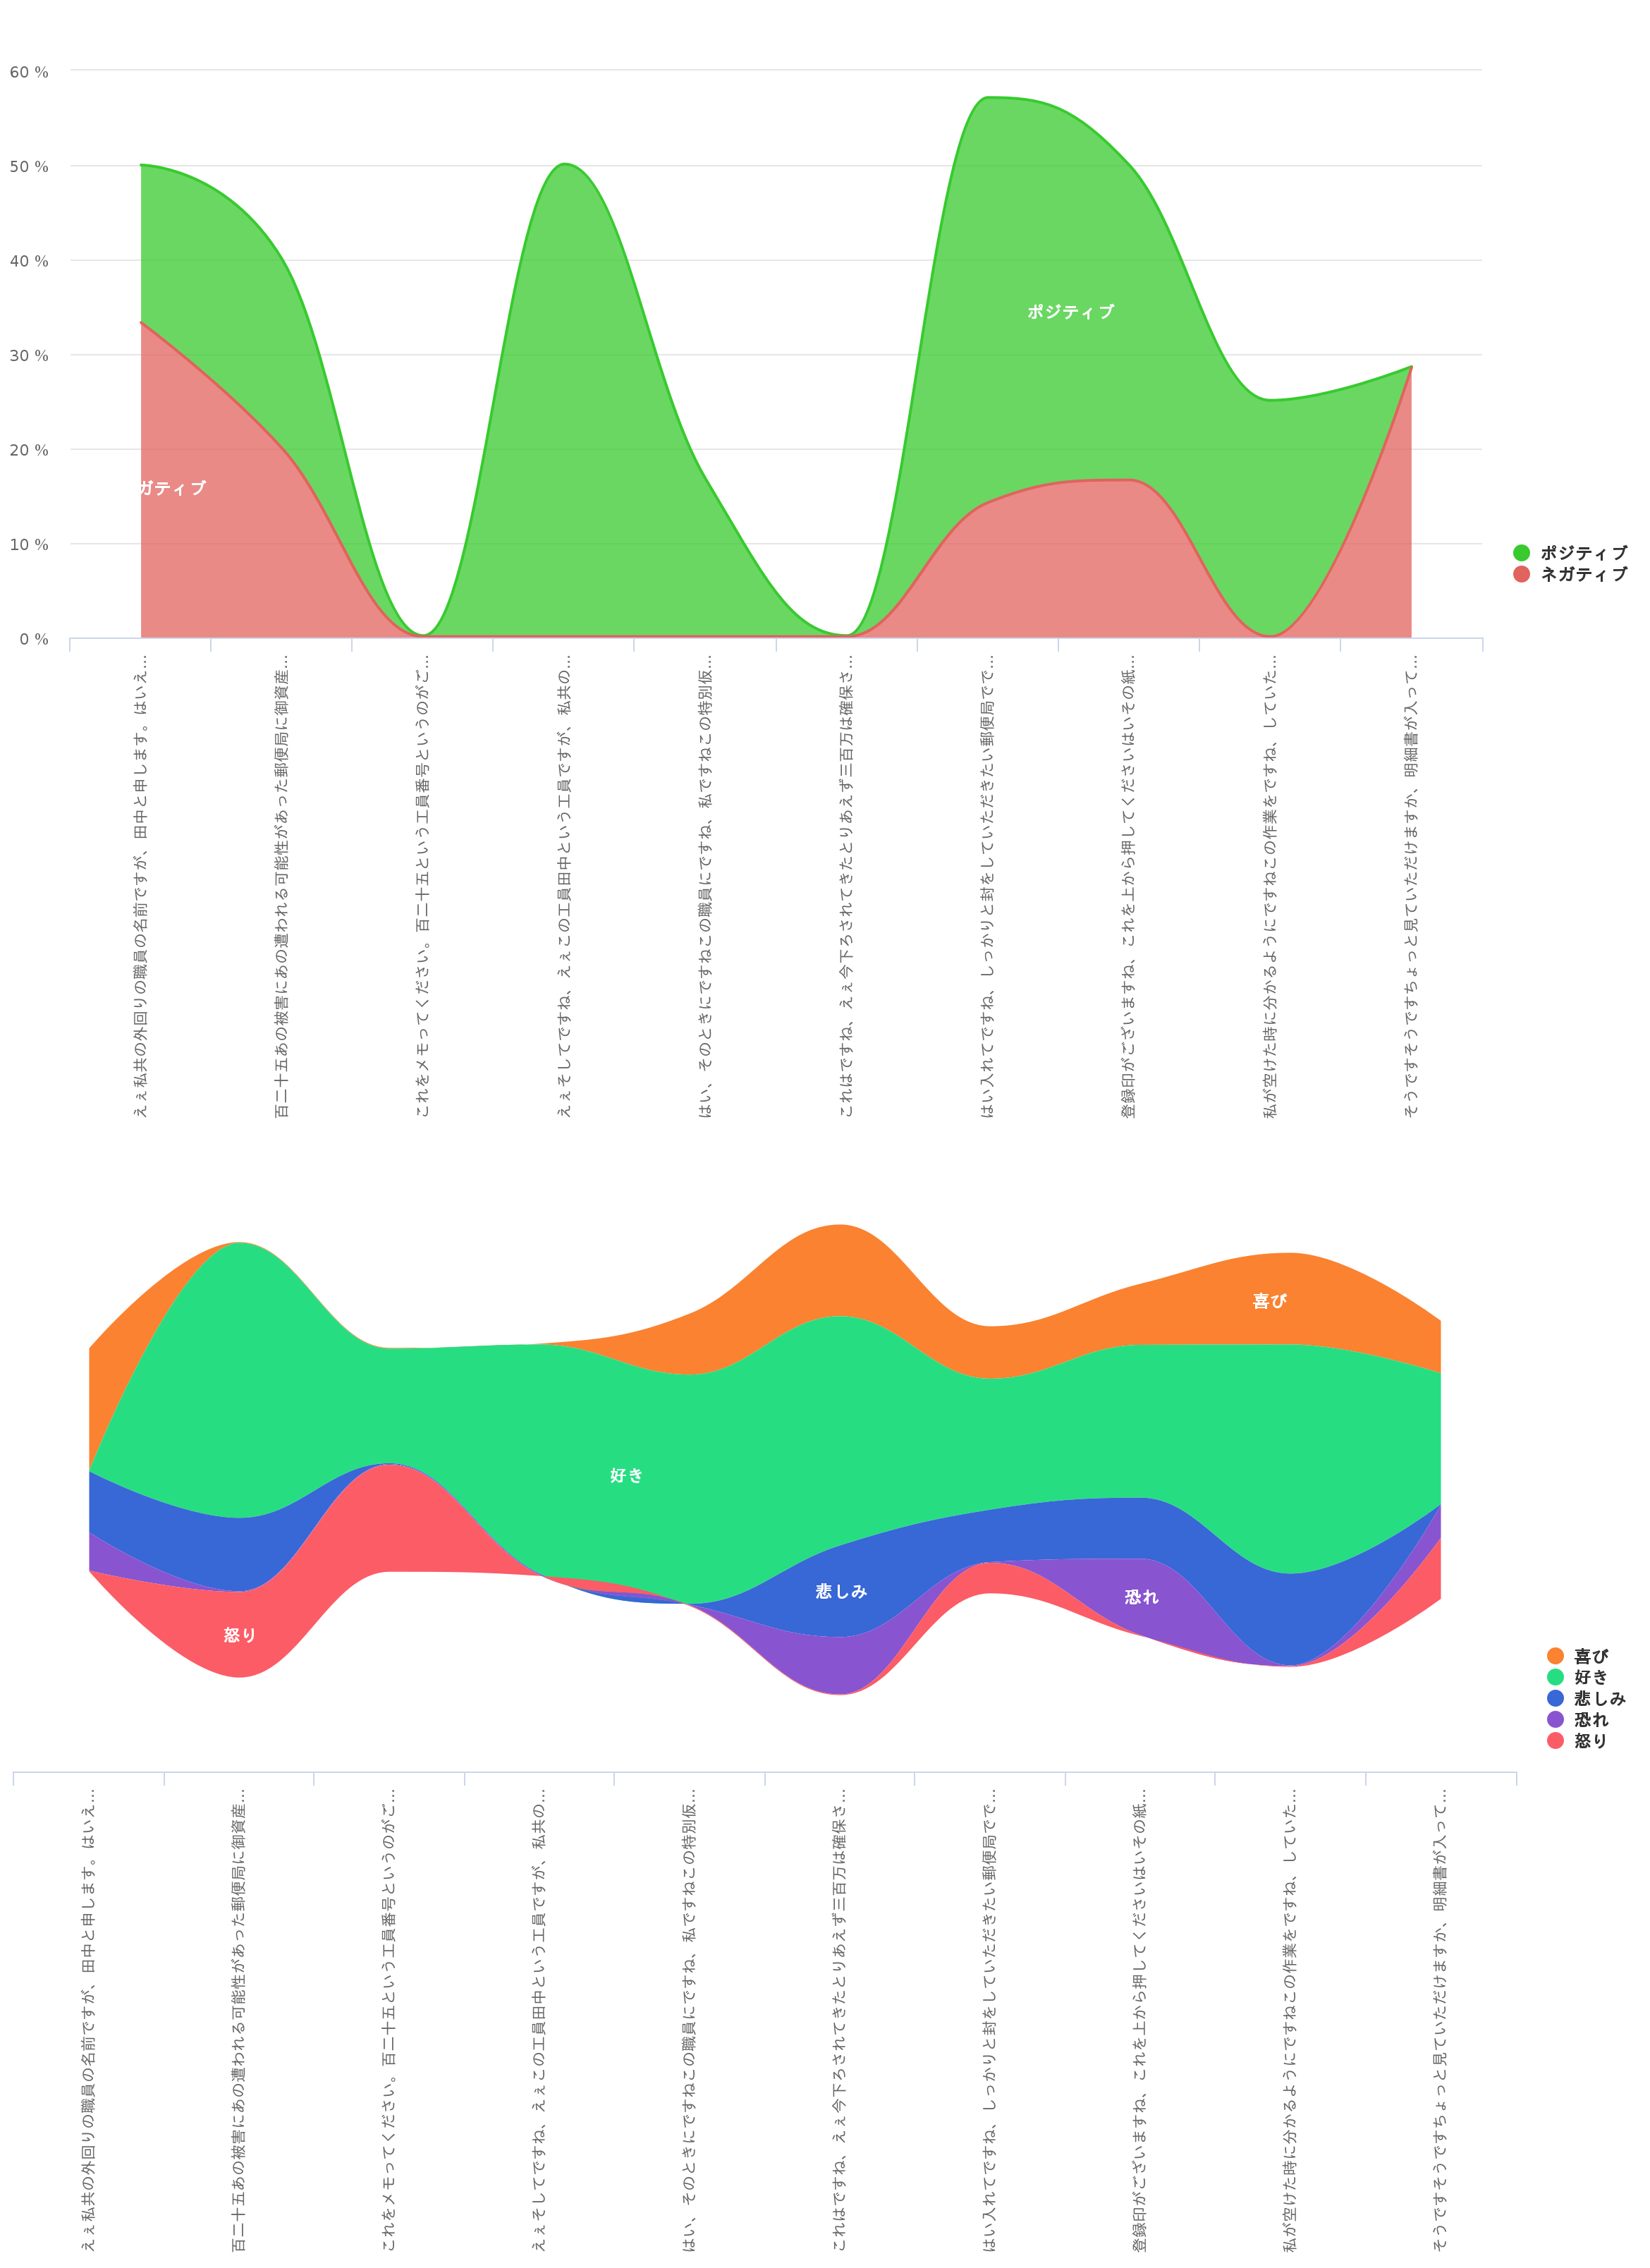 60 %
50 %
40 %
30 %
20 %
10 %
0 %
ポジティブ
ガティブ
ポジティブ
ネガティブ
えぇ私共の外回りの職員の名前ですが、田中と申します。はいえ…
百二十五あの被害にあの遭われる可能性があった郵便局に御資産…
これをメモってください。百二十五という工員番号というのがご…
えぇそしてですね、えぇこの工員田中という工員ですが、私共の…
はい、そのときにですねこの職員にですね、私ですねこの特別仮…
これはですね、えぇ今下ろされてきたとりあえず三百万は確保さ…
はい入れてですね、しっかりと封をしていただきたい郵便局でで…
登録印がございますね、これを上から押してくださいはいその紙…
私が空けた時に分かるようにですねこの作業をですね、していた…
そうですそうですちょっと見ていただけますか、明細書が入って…
喜び
好き
悲しみ
恐れ
怒り
喜び
好き
悲しみ
恐れ
怒り
えぇ私共の外回りの職員の名前ですが、田中と申します。はいえ…
百二十五あの被害にあの遭われる可能性があった郵便局に御資産…
これをメモってください。百二十五という工員番号というのがご…
えぇそしてですね、えぇこの工員田中という工員ですが、私共の…
はい、そのときにですねこの職員にですね、私ですねこの特別仮…
これはですね、えぇ今下ろされてきたとりあえず三百万は確保さ…
はい入れてですね、しっかりと封をしていただきたい郵便局でで…
登録印がございますね、これを上から押してくださいはいその紙…
私が空けた時に分かるようにですねこの作業をですね、していた…
そうですそうですちょっと見ていただけますか、明細書が入って…